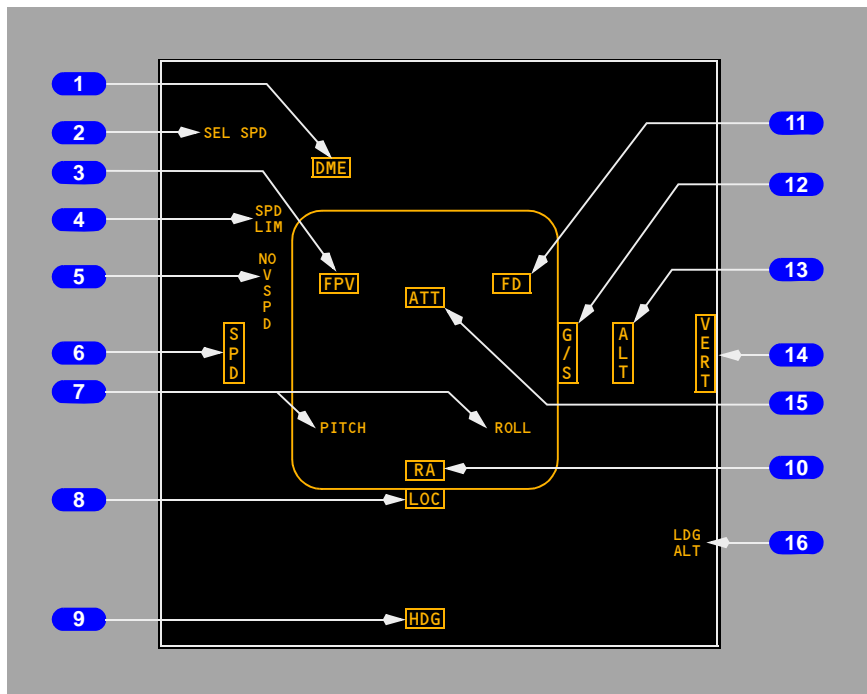 1
11
2
SEL SPD
3
DME
12
4
SPD
LIM
5
NO
V
S
P
D
FPV
ATT
FD
13
6
S
P
D
G
/
S
A
L
T
V
E
R
T
14
7
15
PITCH
ROLL
RA
10
8
LOC
LDG
ALT
16
9
HDG